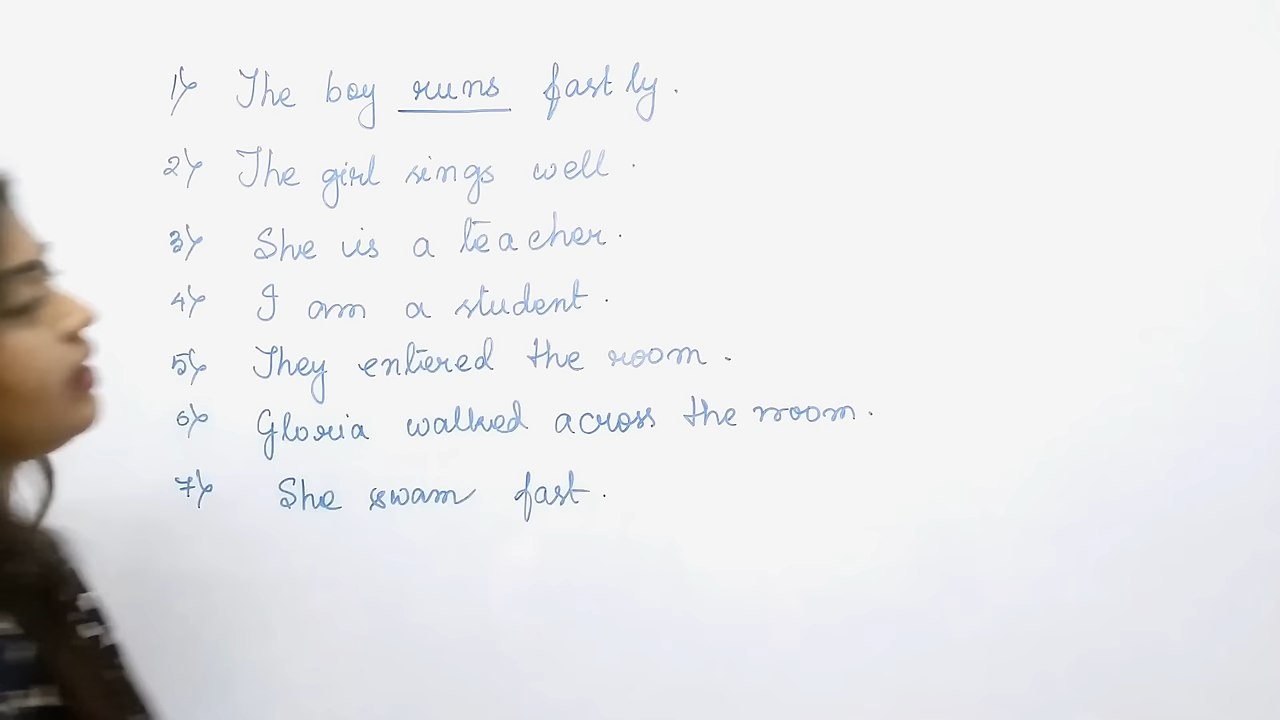 1) The boy runs fastly.
2) The girl sings well.
3) She is a teacher.
4) I am a student.
5) They entered the room.
6) Gloria walked across the room.
7) She swam fast.